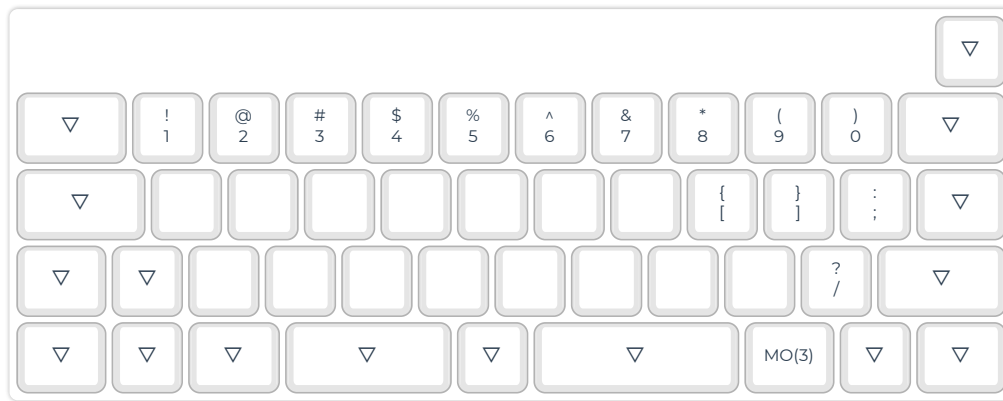 ▽
▽ ! @ # $ % ^ & * ( ) ▽
1 2 3 4 5 6 7 8 9 0
▽ { } : ▽
[ ] ;
▽ ▽ ? ▽
/
▽ ▽ ▽ ▽ ▽ ▽ MO(3) ▽ ▽